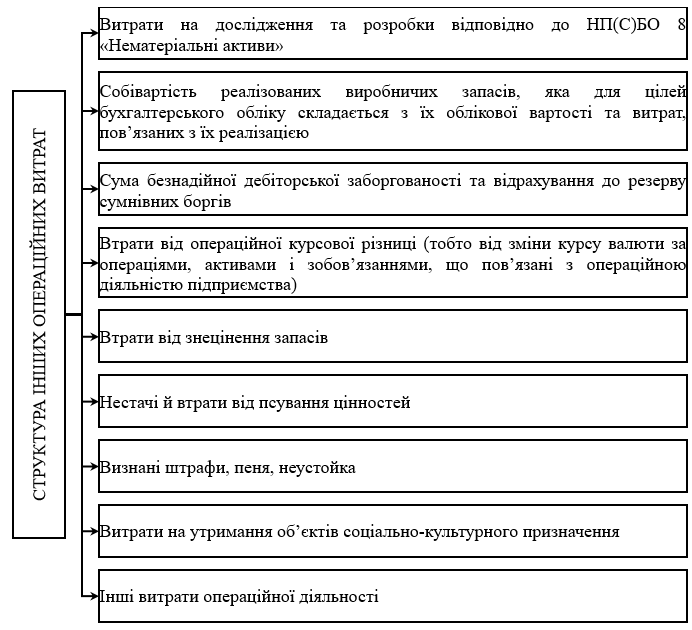 СТРУКТУРА ІНШИХ ОПЕРАЦІЙНИХ ВИТРАТ
Витрати на дослідження та розробки відповідно до НП(С)БО 8
«Нематеріальні активи»
Собівартість реалізованих виробничих запасів, яка для цілей
бухгалтерського обліку складається з їх облікової вартості та витрат,
пов’язаних з їх реалізацією
Сума безнадійної дебіторської заборгованості та відрахування до резерву
сумнівних боргів
Втрати від операційної курсової різниці (тобто від зміни курсу валюти за
операціями, активами і зобов’язаннями, що пов’язані з операційною
діяльністю підприємства)
Втрати від знецінення запасів
Нестачі й втрати від псування цінностей
Визнані штрафи, пеня, неустойка
Витрати на утримання об’єктів соціально-культурного призначення
Інші витрати операційної діяльності